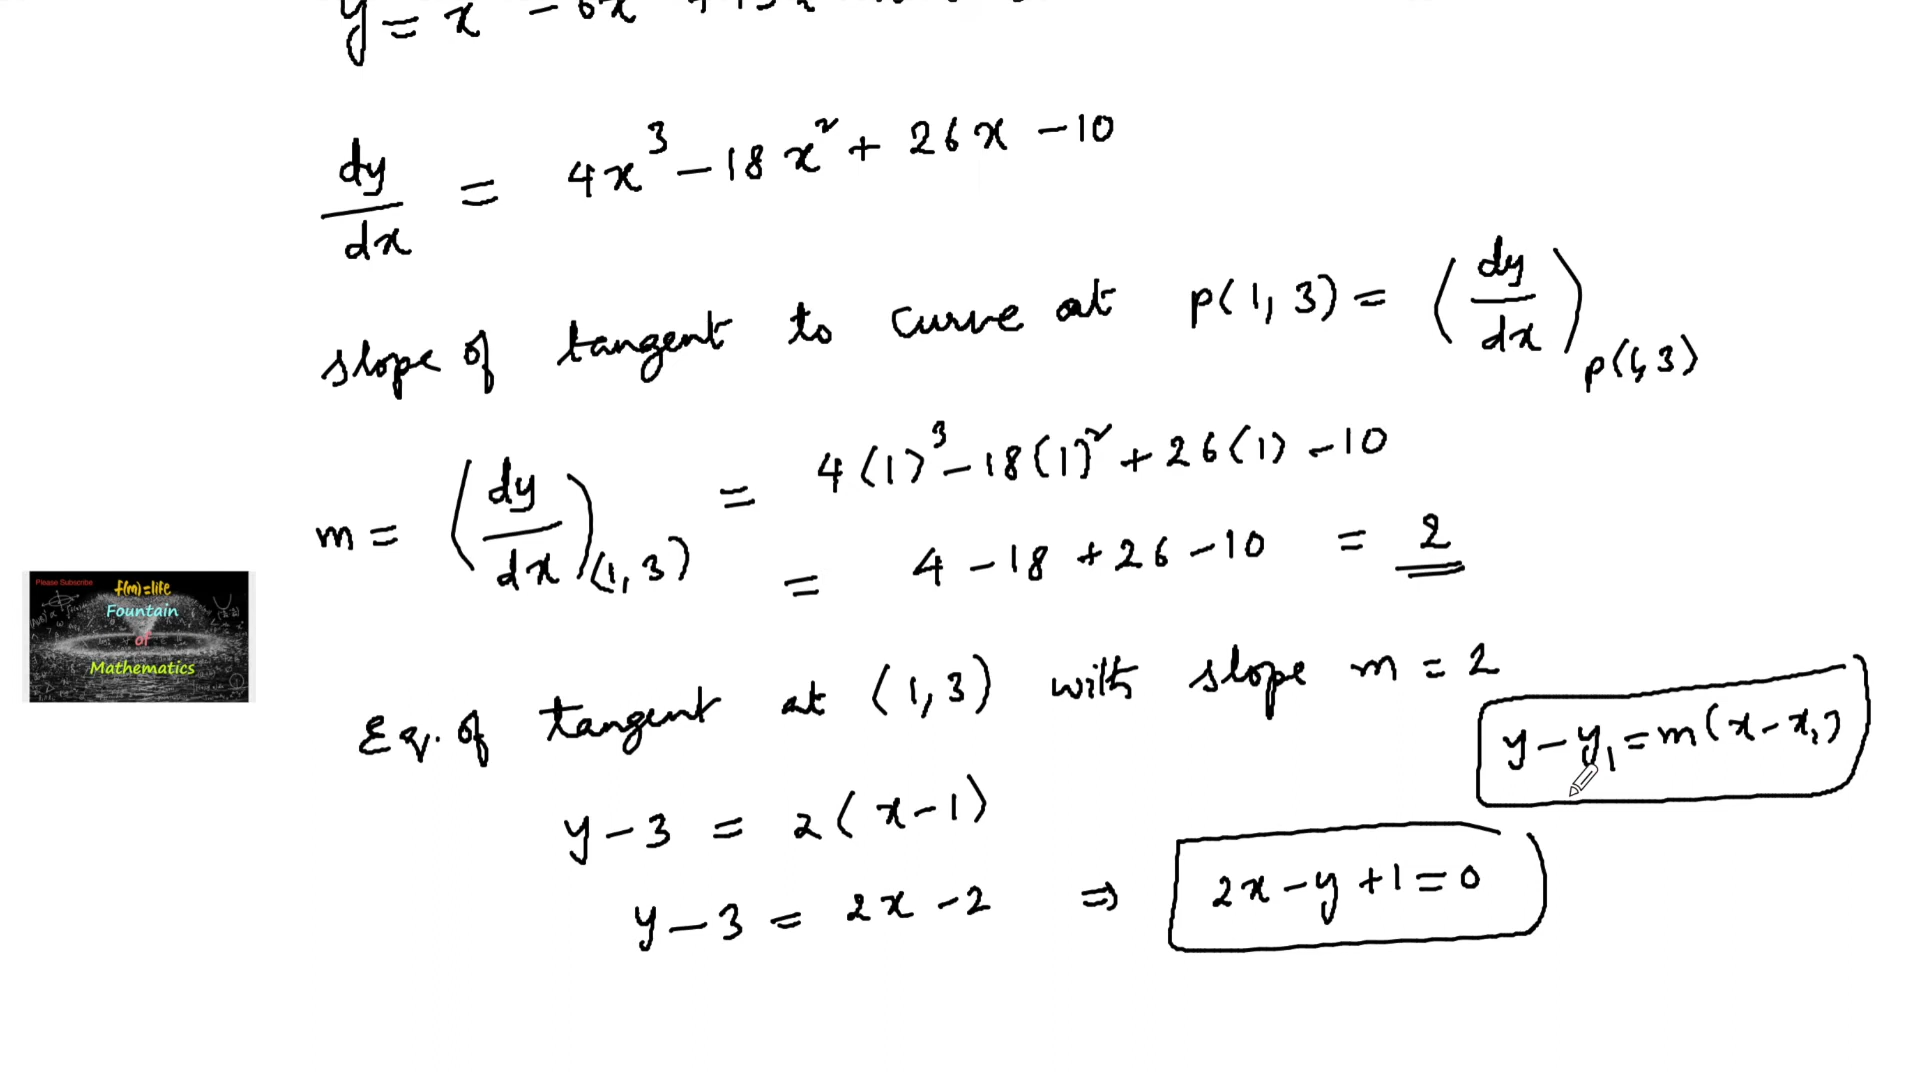 y = x - 6x
dy/dx = 4x³ - 18x² + 26x - 10
slope of tangent to curve at p(1, 3) = (dy/dx)p(1, 3)
m = (dy/dx)(1, 3) = 4(1)³ - 18(1)² + 26(1) - 10
= 4 - 18 + 26 - 10 = 2
Please Subscribe
f(m)=life
Fountain
of
Mathematics
Eq. of tangent at (1, 3) with slope m = 2
y - y₁ = m(x - x₁)
y - 3 = 2(x - 1)
y - 3 = 2x - 2 ⇒ 2x - y + 1 = 0